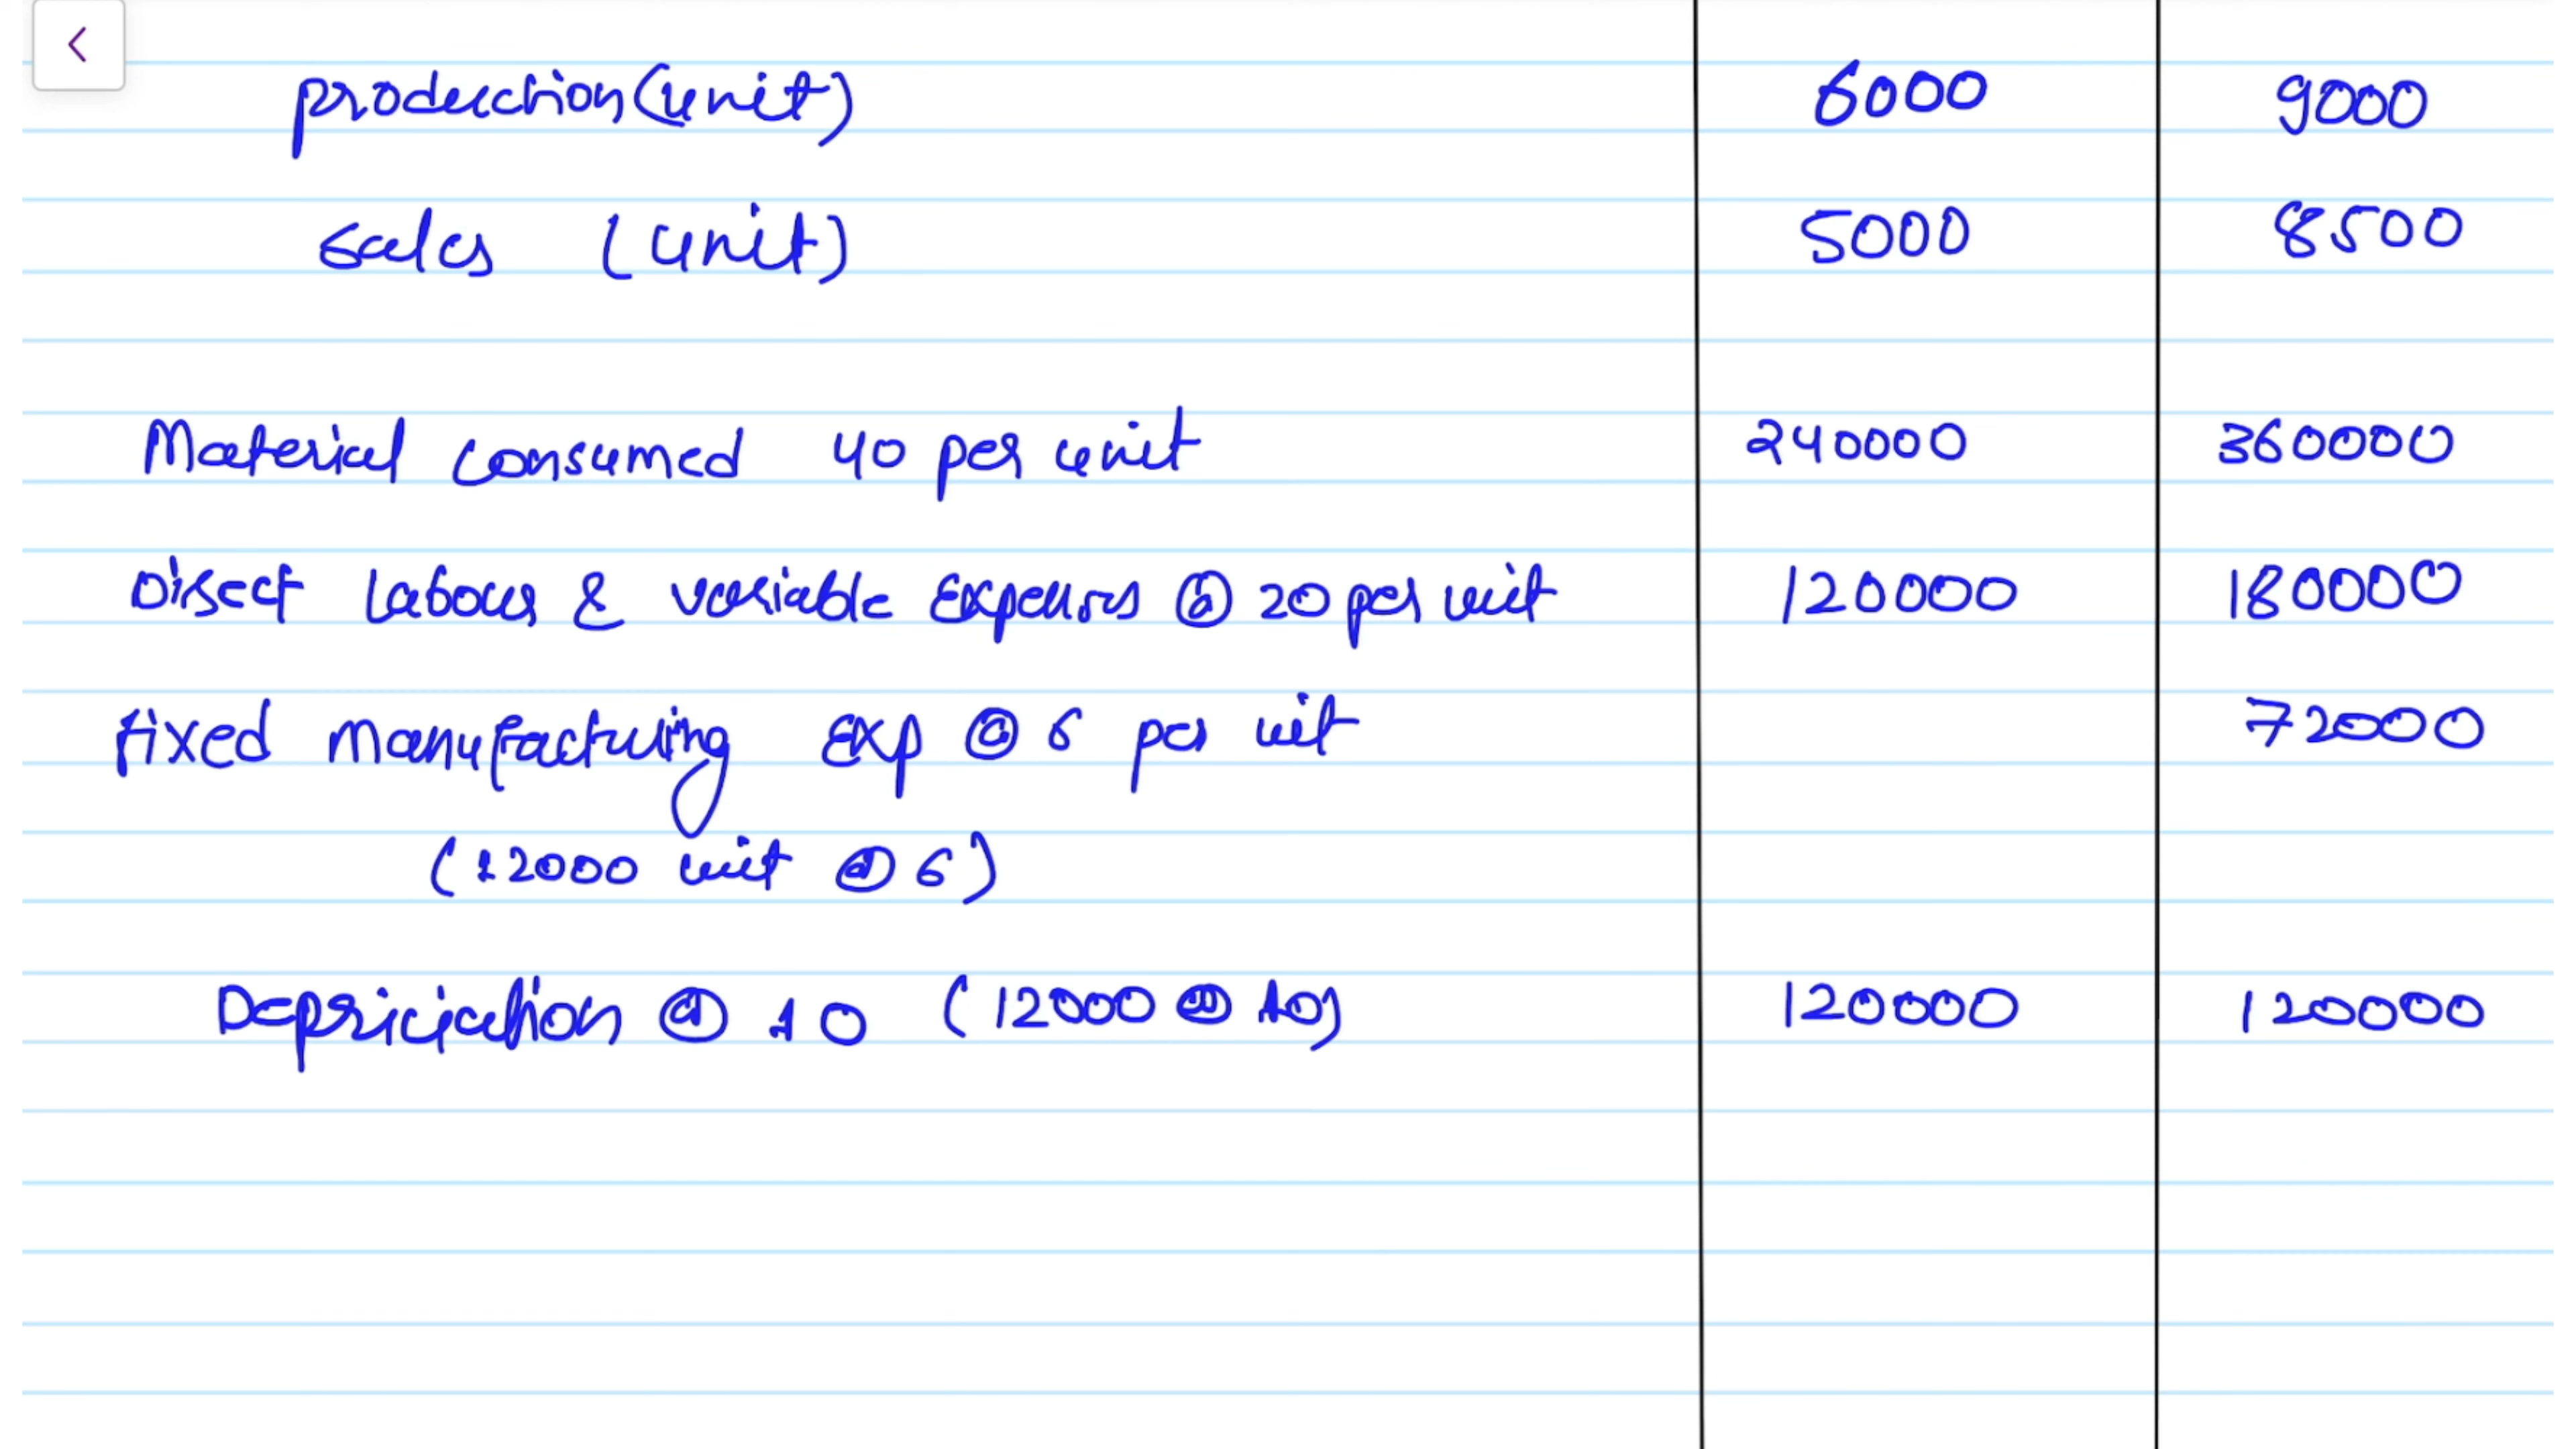 production (unit) 6000 9000
sales (unit) 5000 8500
Material consumed 40 per unit 240000 360000
Direct labour & variable Expenses @ 20 per unit 120000 180000
fixed manufacturing Exp @ 6 per unit 72000
(12000 unit @ 6)
Depriciation @ 10 (12000 @ 10) 120000 120000